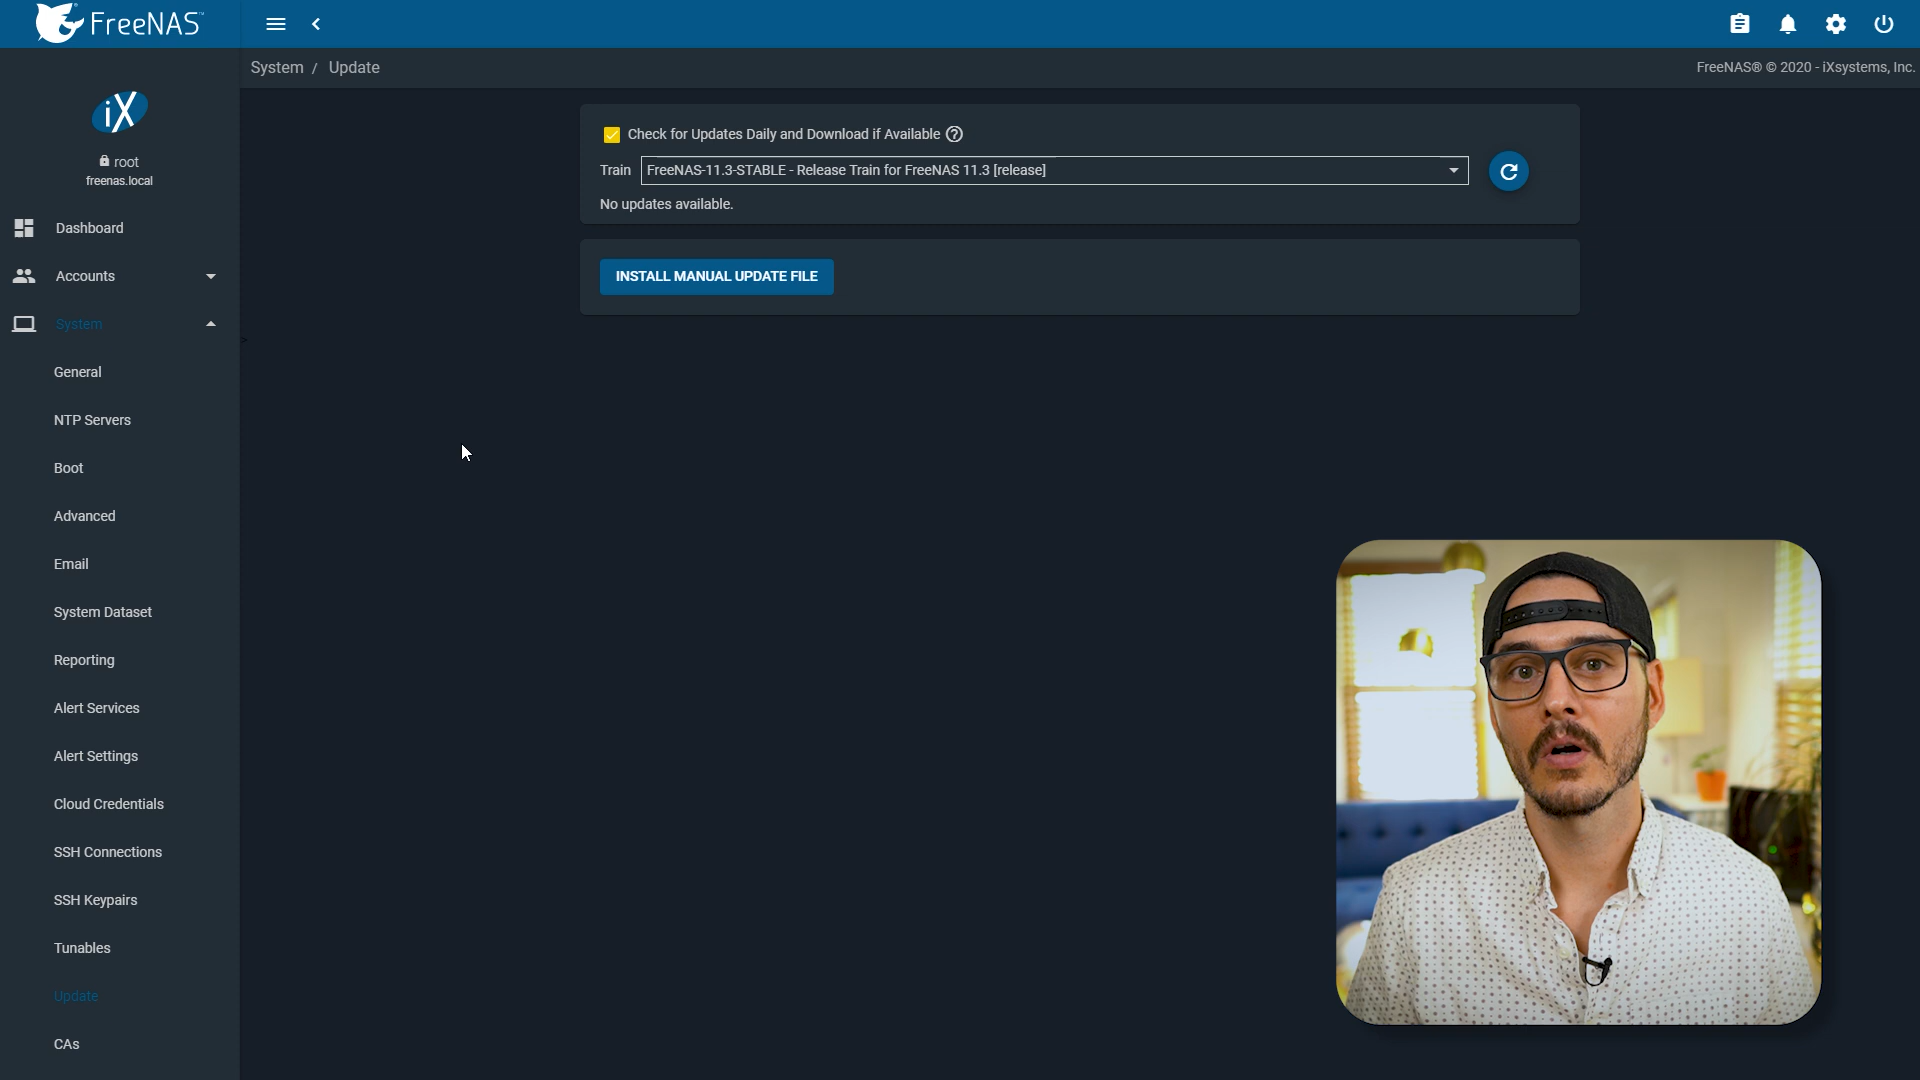 FreeNAS™
System / Update
FreeNAS® © 2020 - iXsystems, Inc.
iX
root
freenas.local
Dashboard
Accounts
System
General
NTP Servers
Boot
Advanced
Email
System Dataset
Reporting
Alert Services
Alert Settings
Cloud Credentials
SSH Connections
SSH Keypairs
Tunables
Update
CAs
>
Check for Updates Daily and Download if Available ?
Train FreeNAS-11.3-STABLE - Release Train for FreeNAS 11.3 [release]
No updates available.
INSTALL MANUAL UPDATE FILE